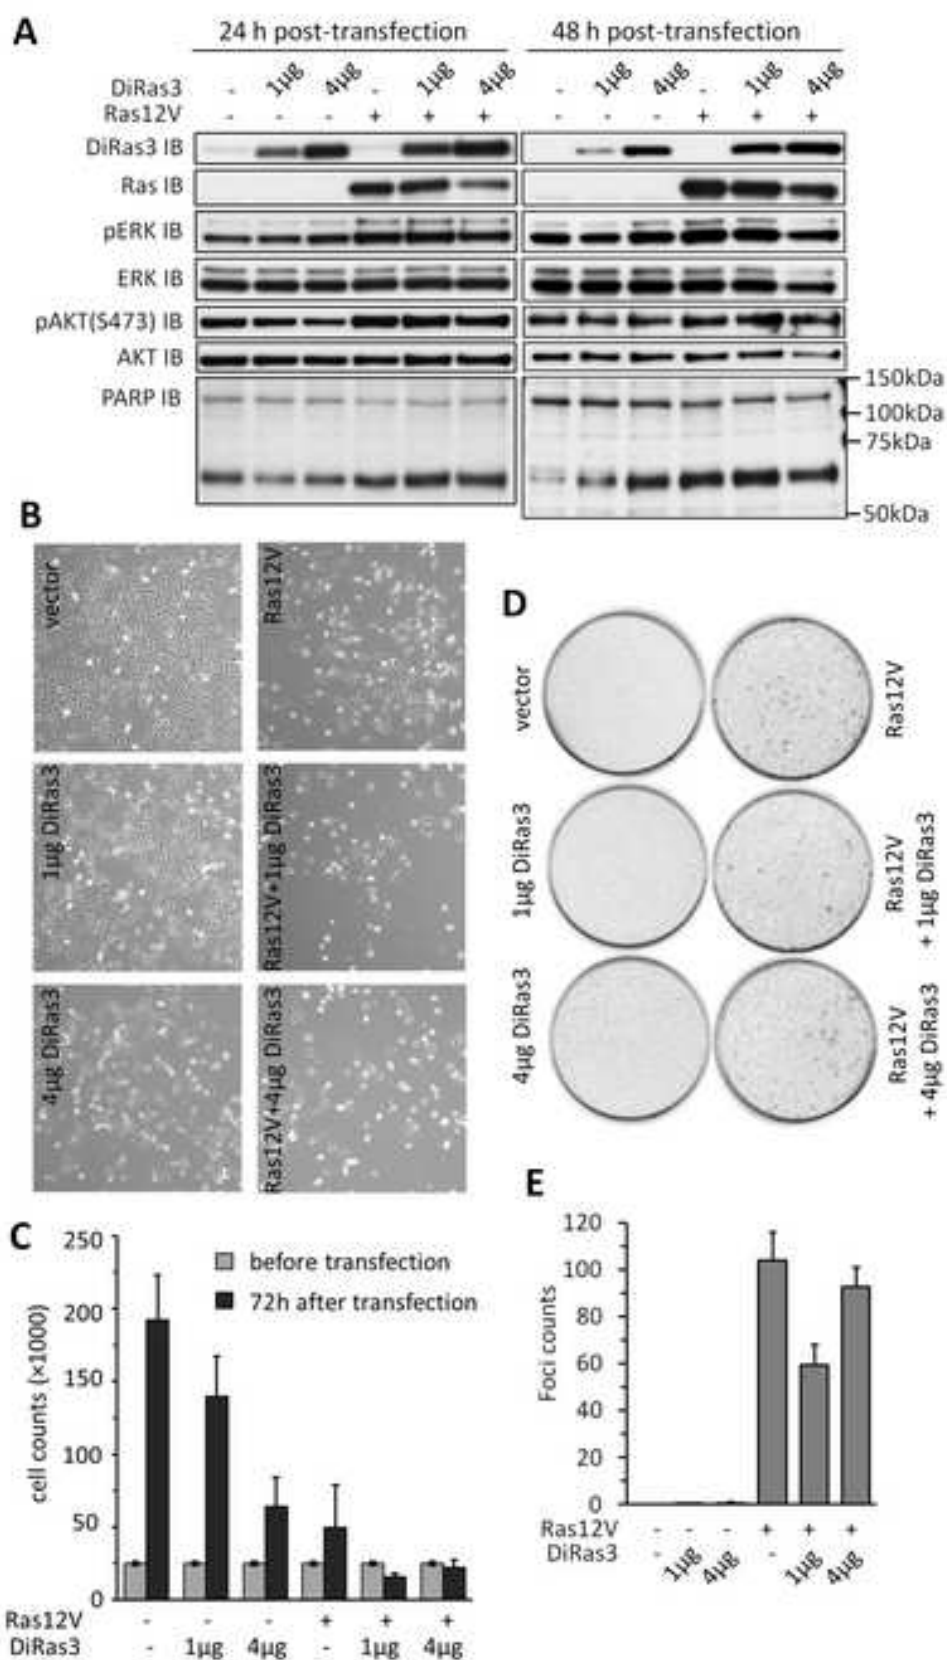 A
24 h post-transfection 48 h post-transfection
DiRas3 - 1µg 4µg - 1µg 4µg - 1µg 4µg - 1µg 4µg
Ras12V - - - + + + - - - + + +
DiRas3 IB
Ras IB
pERK IB
ERK IB
pAKT(S473) IB
AKT IB
PARP IB
150kDa
100kDa
75kDa
50kDa
B
vector
Ras12V
1µg DiRas3
Ras12V+1µg DiRas3
4µg DiRas3
Ras12V+4µg DiRas3
D
vector
Ras12V
1µg DiRas3
Ras12V
+ 1µg DiRas3
4µg DiRas3
Ras12V
+ 4µg DiRas3
C
cell counts (×1000)
250
200
150
100
50
0
before transfection
72h after transfection
Ras12V - - - + + +
DiRas3 - 1µg 4µg - 1µg 4µg
E
Foci counts
120
100
80
60
40
20
0
Ras12V - - - + + +
DiRas3 - 1µg 4µg - 1µg 4µg